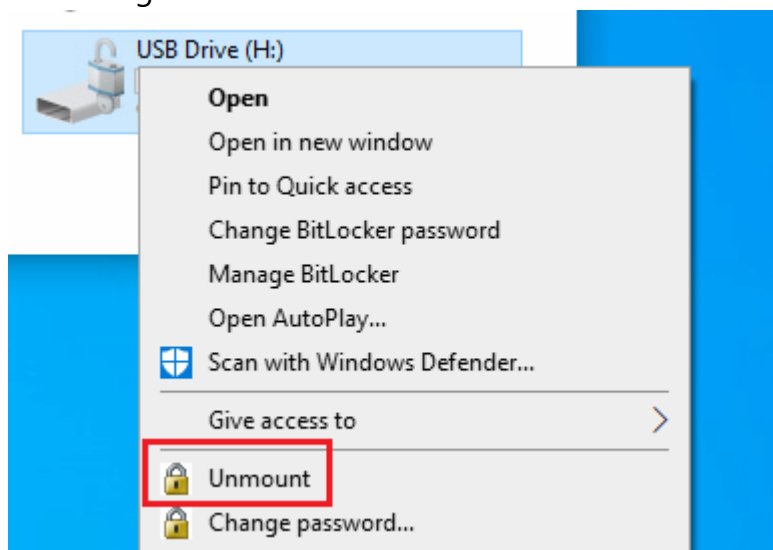 USB Drive (H:)
Open
Open in new window
Pin to Quick access
Change BitLocker password
Manage BitLocker
Open AutoPlay...
Scan with Windows Defender...
Give access to
Unmount
Change password...